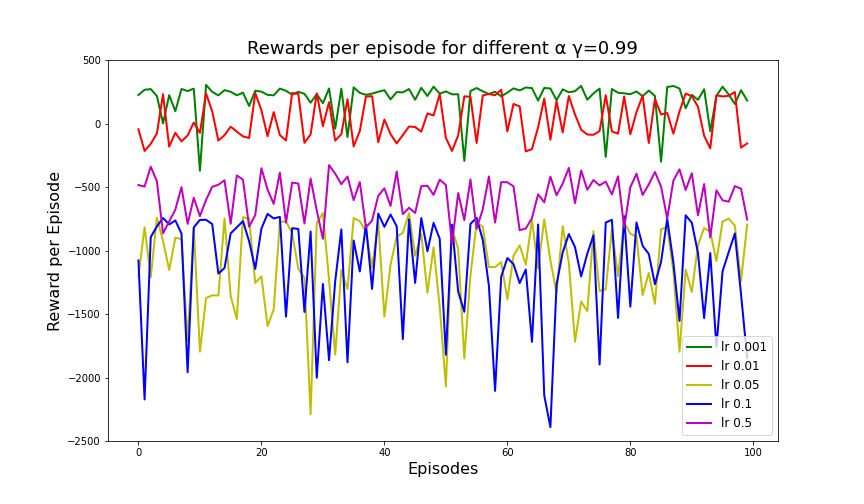 Rewards per episode for different α γ=0.99
500
0
−500
−1000
−1500
−2000
−2500
Reward per Episode
0 20 40 60 80 100
Episodes
lr 0.001
lr 0.01
lr 0.05
lr 0.1
lr 0.5